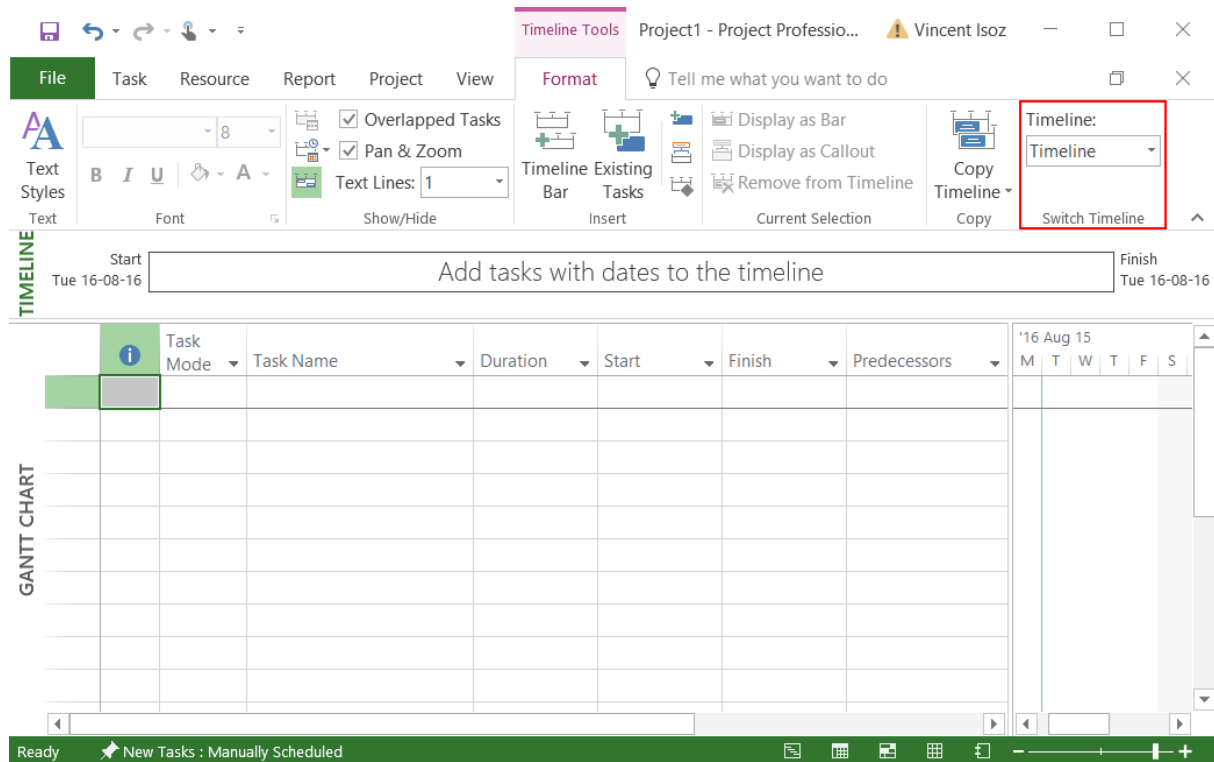 Timeline Tools Project1 - Project Professio... Vincent Isoz
File Task Resource Report Project View Format Tell me what you want to do
A A
Text
Styles
Text
8
B I U A
Font
Overlapped Tasks
Pan & Zoom
Text Lines: 1
Show/Hide
Timeline
Bar
Existing
Tasks
Insert
Display as Bar
Display as Callout
Remove from Timeline
Current Selection
Copy
Timeline
Copy
Timeline:
Timeline
Switch Timeline
TIMELINE
Start
Tue 16-08-16
Add tasks with dates to the timeline
Finish
Tue 16-08-16
GANTT CHART
i
Task
Mode
Task Name
Duration
Start
Finish
Predecessors
'16 Aug 15
M T W T F S
Ready New Tasks : Manually Scheduled